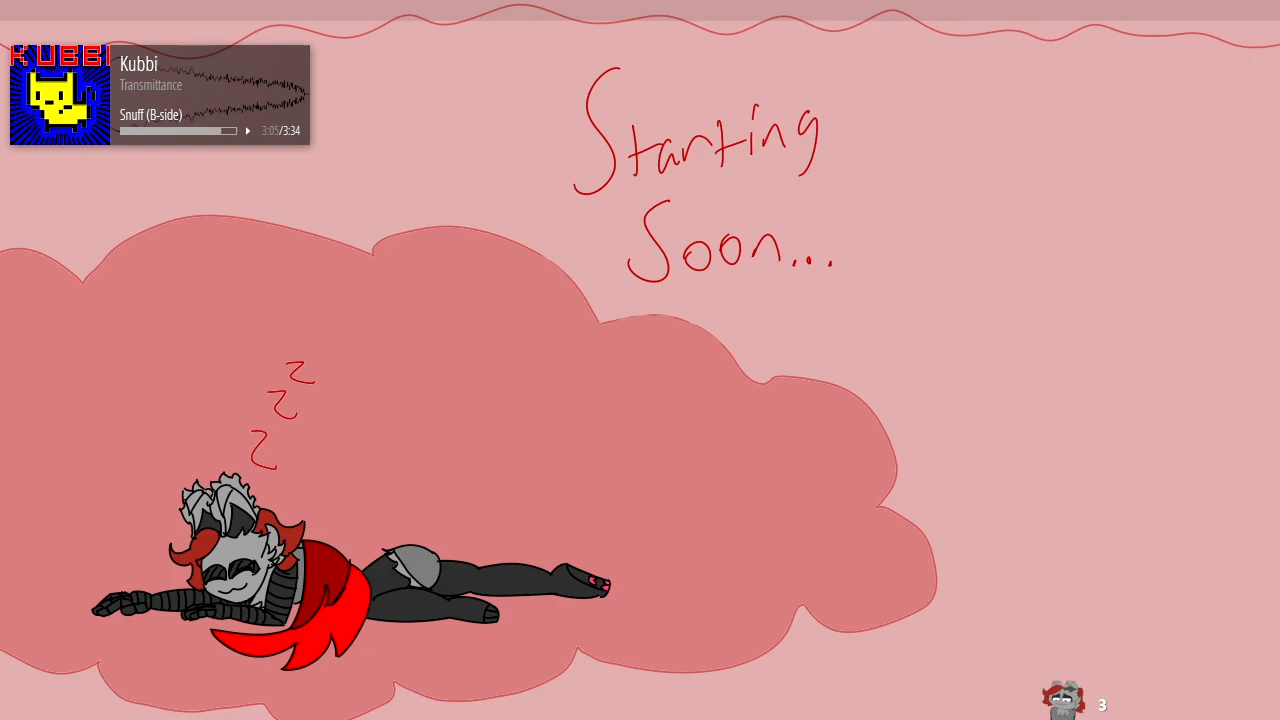 KUBBI
Kubbi
Transmittance
Snuff (B-side)
3:05/3:34
Starting
Soon...
z
z
z
3